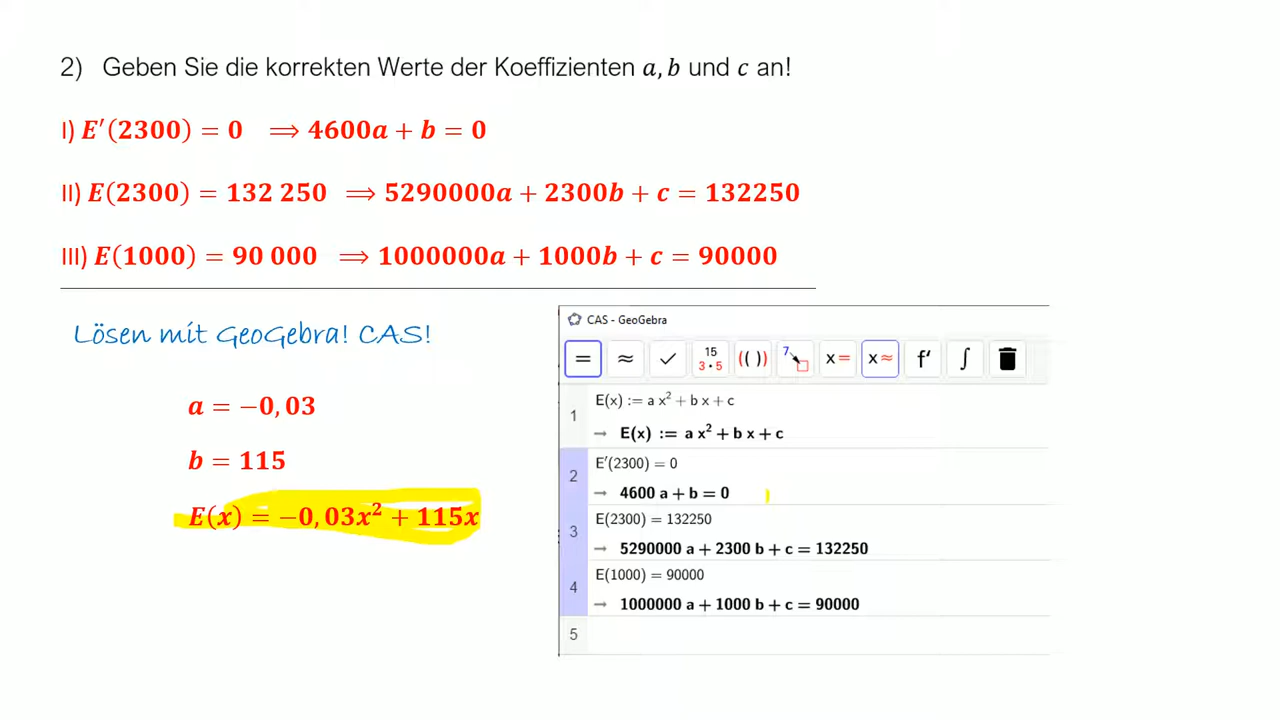 2) Geben Sie die korrekten Werte der Koeffizienten a, b und c an!
I) E′(2300) = 0 ⟹ 4600a + b = 0
II) E(2300) = 132 250 ⟹ 5290000a + 2300b + c = 132250
III) E(1000) = 90 000 ⟹ 1000000a + 1000b + c = 90000
Lösen mit GeoGebra! CAS!
a = −0, 03
b = 115
E(x) = −0, 03x² + 115x
CAS - GeoGebra
= ≈ ✓ 15 3 • 5 (( )) 7 x = x ≈ f′ ∫
1 E(x) := a x² + b x + c
→ E(x) := a x² + b x + c
2 E′(2300) = 0
→ 4600 a + b = 0
3 E(2300) = 132250
→ 5290000 a + 2300 b + c = 132250
4 E(1000) = 90000
→ 1000000 a + 1000 b + c = 90000
5